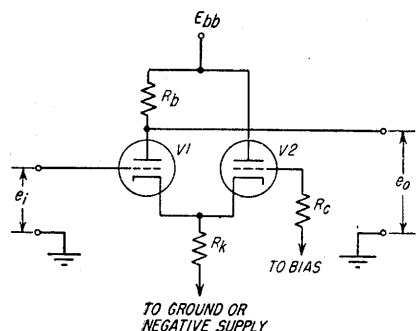 Ebb
Rb
V1
V2
ei
eo
Rc
Rk
TO BIAS
TO GROUND OR
NEGATIVE SUPPLY